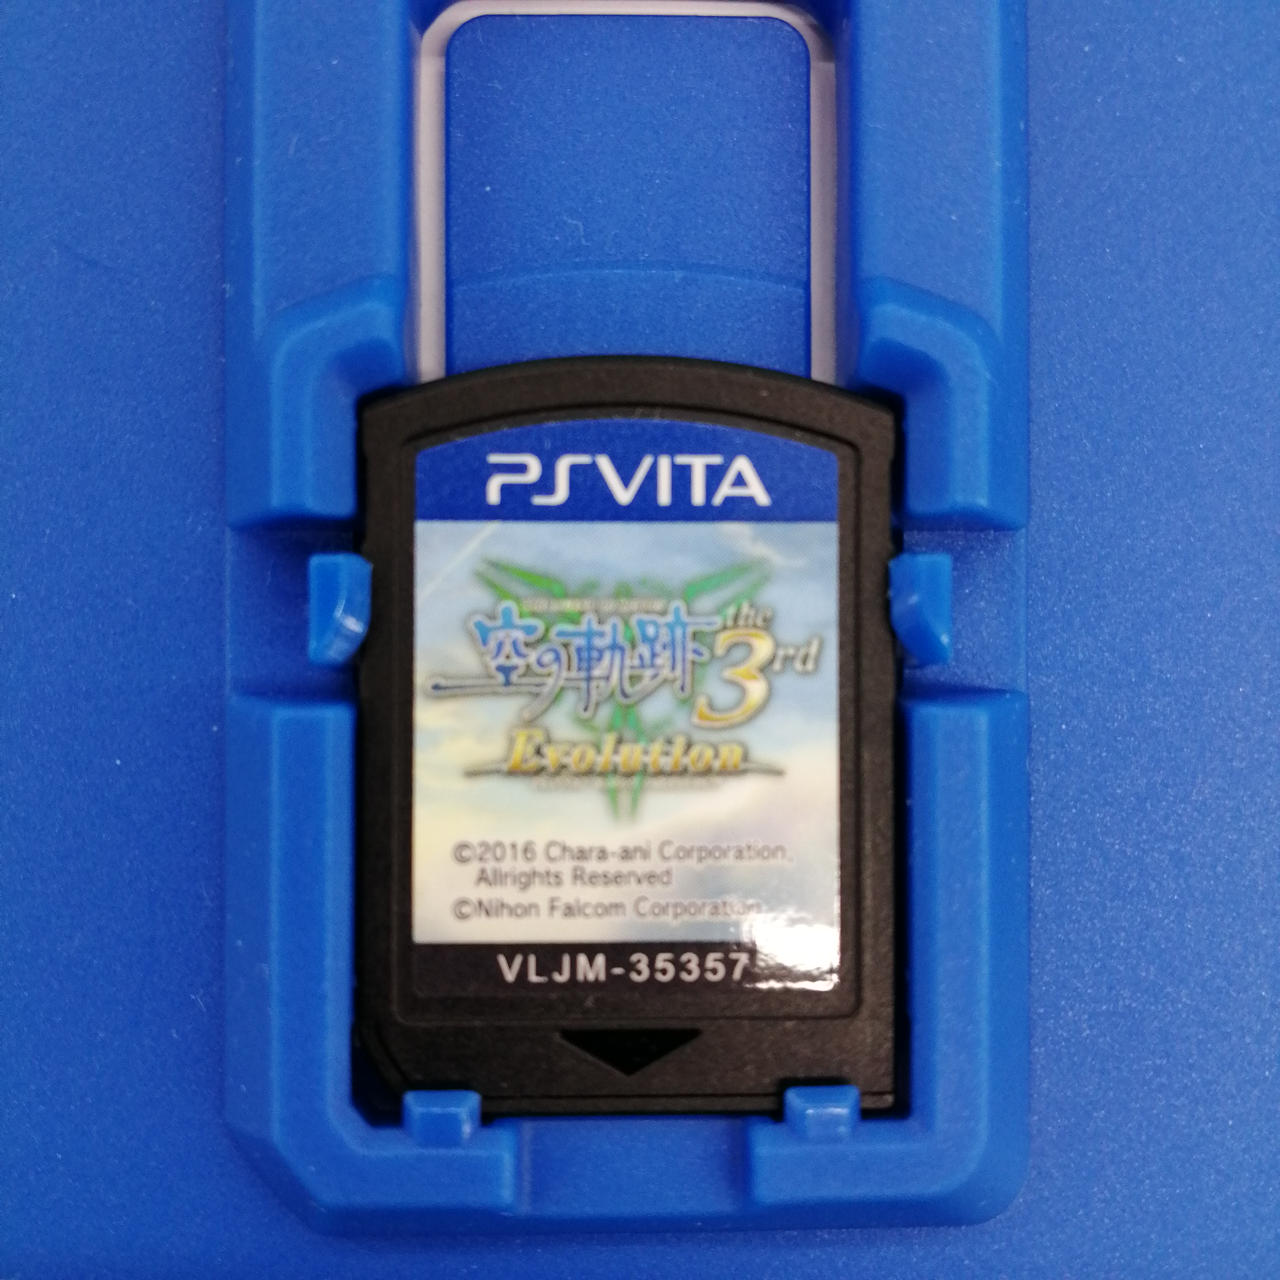 PSVITA
空の軌跡 the 3rd
Evolution
©2016 Chara-ani Corporation.
Allrights Reserved
©Nihon Falcom Corporation
VLJM-35357